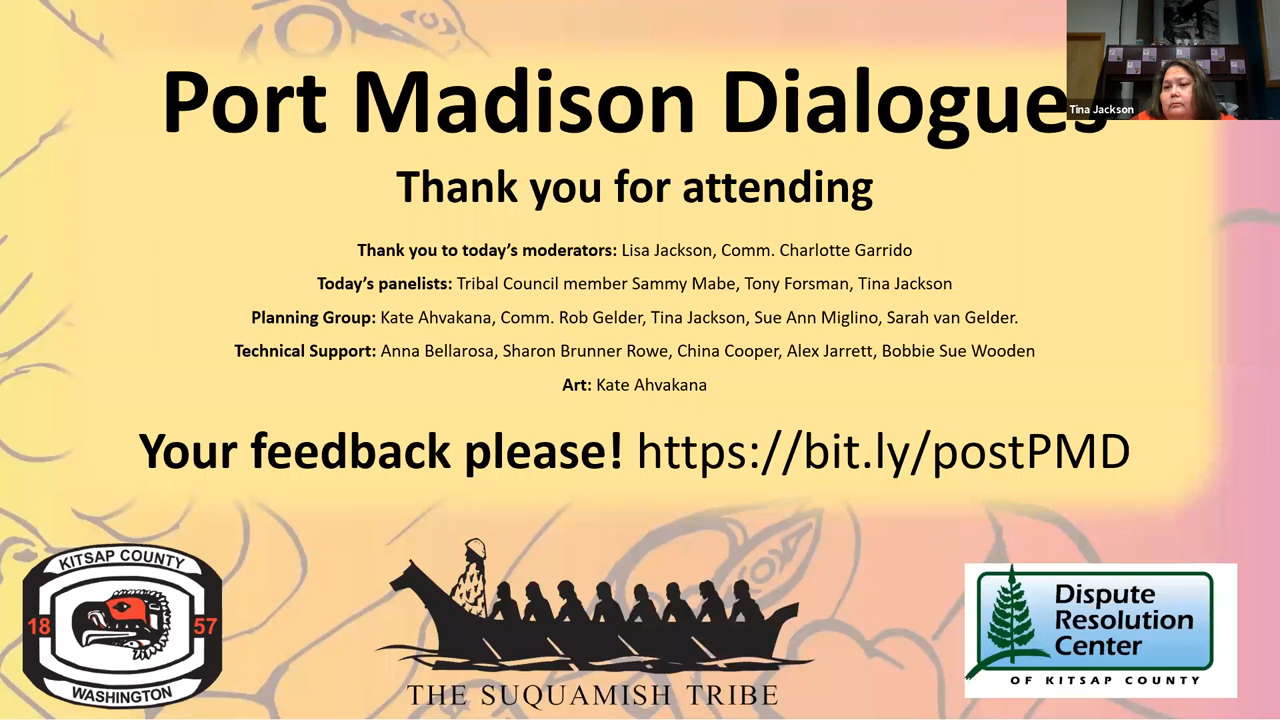 Port Madison Dialogues
Tina Jackson
Thank you for attending
Thank you to today's moderators: Lisa Jackson, Comm. Charlotte Garrido
Today's panelists: Tribal Council member Sammy Mabe, Tony Forsman, Tina Jackson
Planning Group: Kate Ahvakana, Comm. Rob Gelder, Tina Jackson, Sue Ann Miglino, Sarah van Gelder.
Technical Support: Anna Bellarosa, Sharon Brunner Rowe, China Cooper, Alex Jarrett, Bobbie Sue Wooden
Art: Kate Ahvakana
Your feedback please! https://bit.ly/postPMD
KITSAP COUNTY
18 57
WASHINGTON
THE SUQUAMISH TRIBE
Dispute
Resolution
Center
OF KITSAP COUNTY